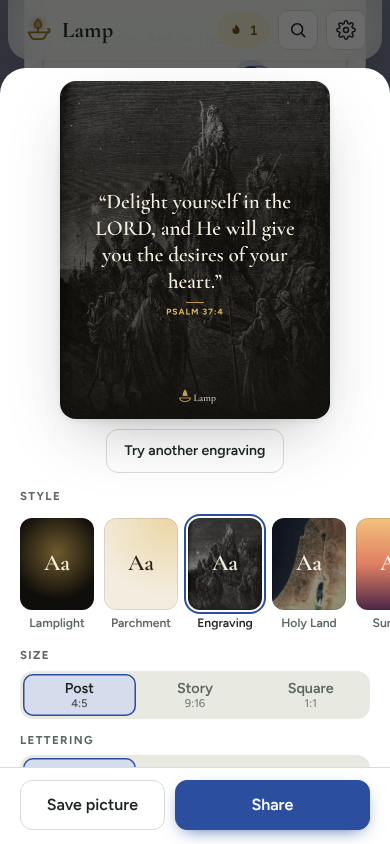 Lamp
1
“Delight yourself in the
LORD, and He will give
you the desires of your
heart.”
PSALM 37:4
Lamp
Try another engraving
STYLE
Aa
Aa
Aa
Aa
Lamplight
Parchment
Engraving
Holy Land
SIZE
Post
4:5
Story
9:16
Square
1:1
LETTERING
Save picture
Share